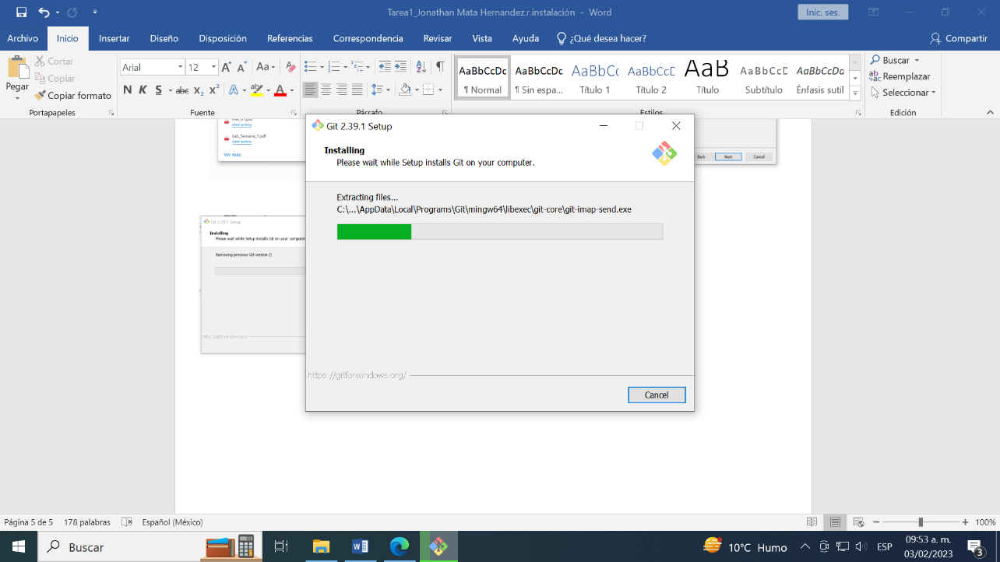 Tarea1_Jonathan Mata Hernandez.r.instalación - Word
Inic. ses.
Archivo Inicio Insertar Diseño Disposición Referencias Correspondencia Revisar Vista Ayuda ¿Qué desea hacer? Compartir
Pegar
Cortar
Copiar
Copiar formato
Portapapeles
Arial 12
N K S abc X₂ X²
Fuente
Párrafo
AaBbCcDc AaBbCcDc AaBbCc AaBbCcD AaB AaBbCcD AaBbCcDc
¶ Normal ¶ Sin espa... Título 1 Título 2 Título Subtítulo Énfasis sutil
Estilos
Buscar
Reemplazar
Seleccionar
Edición
Abrir archivo
Lab_Semana_1.pdf
Abrir archivo
Ver más
Back Next Cancel
Git 2.39.1 Setup
Installing
Please wait while Setup installs Git on your computer
Removing previous Git version ()
https://gitforwindows.org/
Git 2.39.1 Setup
Installing
Please wait while Setup installs Git on your computer.
Extracting files...
C:\...\AppData\Local\Programs\Git\mingw64\libexec\git-core\git-imap-send.exe
https://gitforwindows.org/
Cancel
Página 5 de 5 178 palabras Español (México) 100%
Buscar
10°C Humo ESP
09:53 a. m.
03/02/2023
3